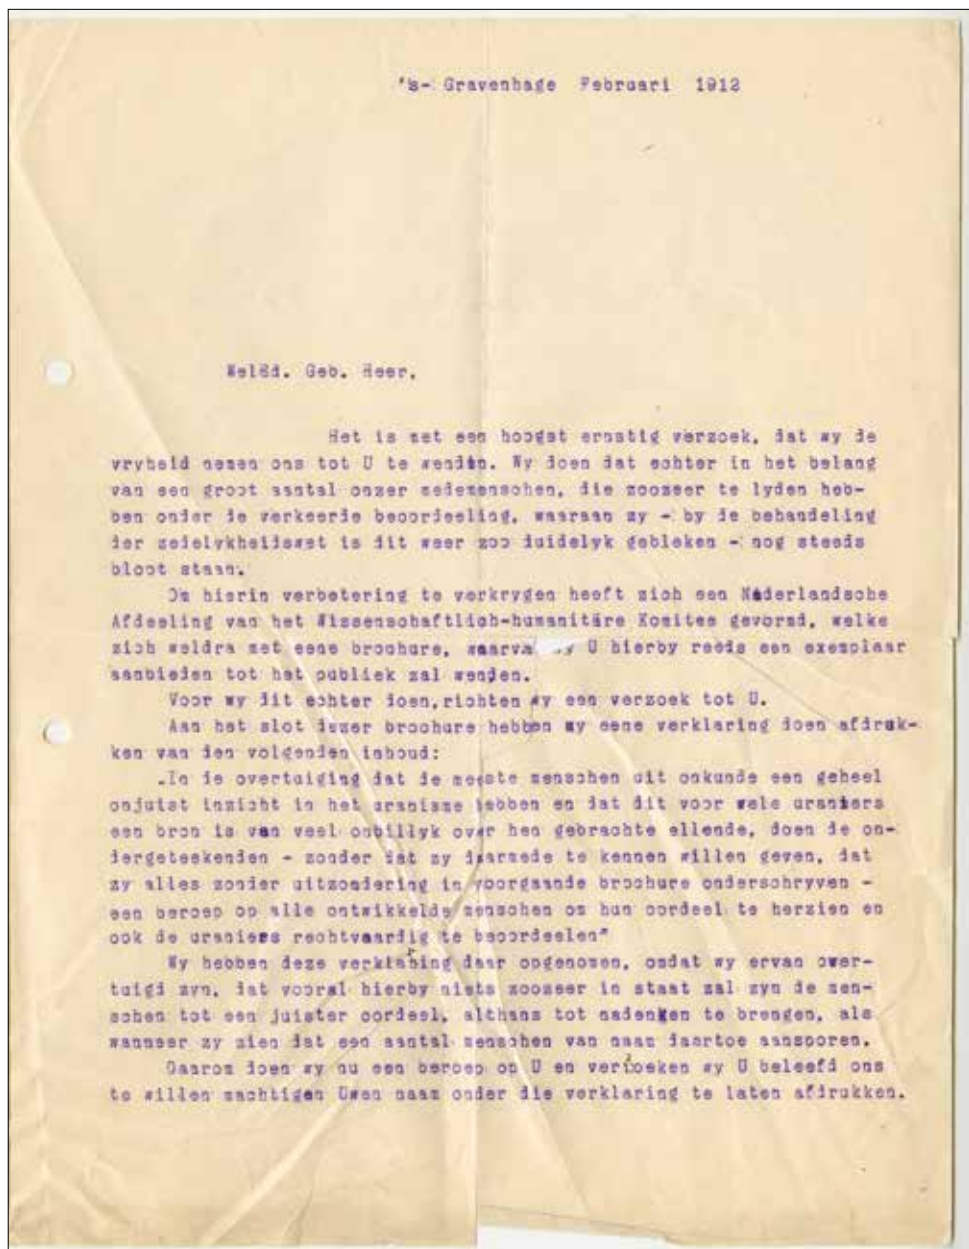 's- Gravenhage Februari 1912
Weled. Geb. Heer.
Het is met een hoogst ernstig verzoek, dat wy de
vryheid nemen ons tot U te wenden. Wy doen dat echter in het belang
van een groot aantal onzer medemenschen, die zoozeer te lyden heb-
ben onder de verkeerde beoordeeling, waaraan zy - by de behandeling
der zedelykheidswet is dit weer zoo duidelyk gebleken - nog steeds
bloot staan.
Om hierin verbetering te verkrygen heeft zich een Nederlandsche
Afdeeling van het Wissenschaftlich-humanitäre Komitee gevormd, welke
zich weldra met eene brochure, waarva wy U hierby reeds een exemplaar
aanbieden tot het publiek zal wenden.
Voor wy dit echter doen, richten wy een verzoek tot U.
Aan het slot dezer brochure hebben wy eene verklaring doen afdruk-
ken van den volgenden inhoud:
„In de overtuiging dat de meeste menschen uit onkunde een geheel
onjuist inzicht in het uranisme hebben en dat dit voor vele uraniers
een bron is van veel onbillyk over hen gebrachte ellende, doen de on-
dergeteekenden - zonder dat zy daarmede te kennen willen geven, dat
zy alles zonder uitzondering in voorgaande brochure onderschryven -
een beroep op alle ontwikkelde menschen om hun oordeel te herzien en
ook de uraniers rechtvaardig te beoordeelen"
Wy hebben deze verklaring daar opgenomen, omdat wy ervan over-
tuigd zyn, dat vooral hierby niets zoozeer in staat zal zyn de men-
schen tot een juister oordeel, althans tot nadenken te brengen, als
wanneer zy zien dat een aantal menschen van naam daartoe aansporen.
Daarom doen wy nu een beroep op U en verzoeken wy U beleefd ons
te willen machtigen Uwen naam onder die verklaring te laten afdrukken.